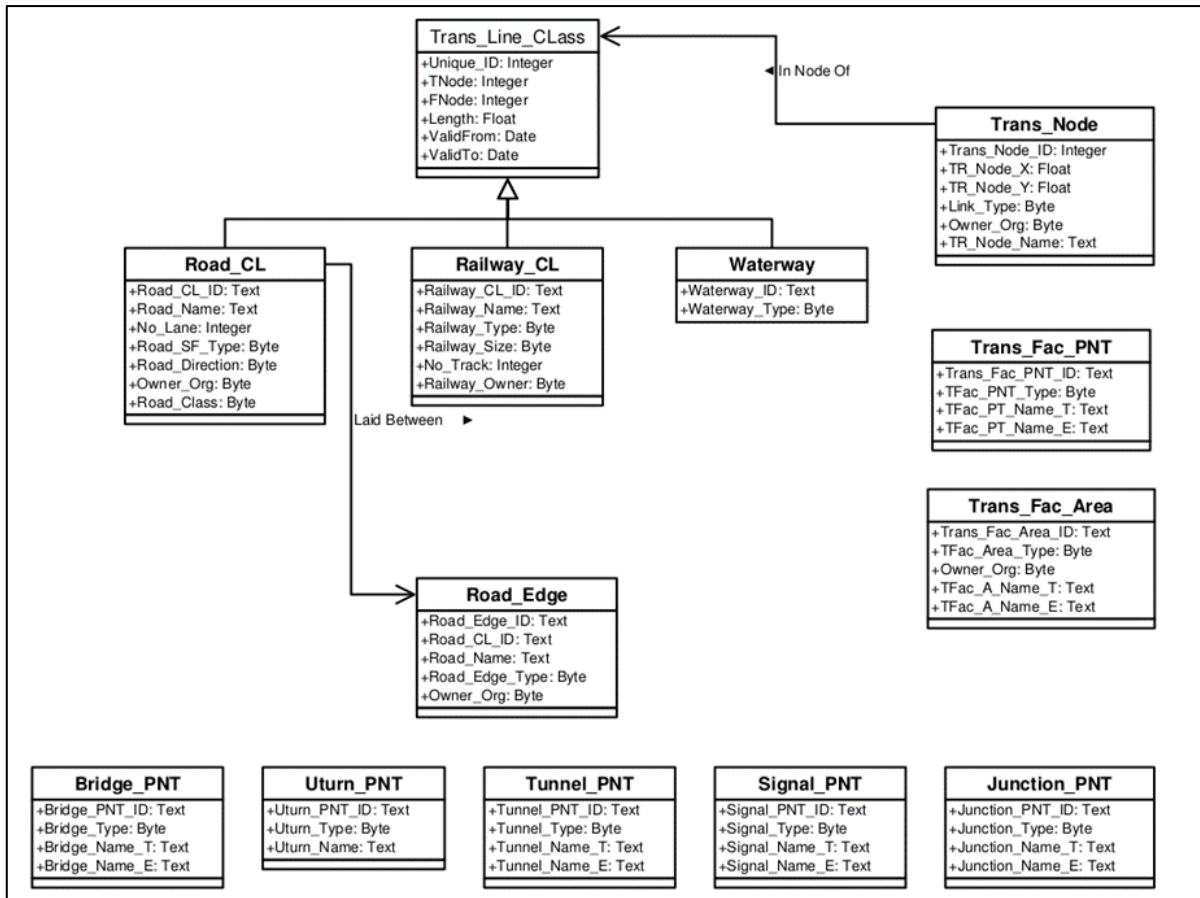 Trans_Line_CLass
+Unique_ID: Integer
+TNode: Integer
+FNode: Integer
+Length: Float
+ValidFrom: Date
+ValidTo: Date
◄ In Node Of
Trans_Node
+Trans_Node_ID: Integer
+TR_Node_X: Float
+TR_Node_Y: Float
+Link_Type: Byte
+Owner_Org: Byte
+TR_Node_Name: Text
Road_CL
+Road_CL_ID: Text
+Road_Name: Text
+No_Lane: Integer
+Road_SF_Type: Byte
+Road_Direction: Byte
+Owner_Org: Byte
+Road_Class: Byte
Railway_CL
+Railway_CL_ID: Text
+Railway_Name: Text
+Railway_Type: Byte
+Railway_Size: Byte
+No_Track: Integer
+Railway_Owner: Byte
Waterway
+Waterway_ID: Text
+Waterway_Type: Byte
Laid Between ►
Trans_Fac_PNT
+Trans_Fac_PNT_ID: Text
+TFac_PNT_Type: Byte
+TFac_PT_Name_T: Text
+TFac_PT_Name_E: Text
Trans_Fac_Area
+Trans_Fac_Area_ID: Text
+TFac_Area_Type: Byte
+Owner_Org: Byte
+TFac_A_Name_T: Text
+TFac_A_Name_E: Text
Road_Edge
+Road_Edge_ID: Text
+Road_CL_ID: Text
+Road_Name: Text
+Road_Edge_Type: Byte
+Owner_Org: Byte
Bridge_PNT
+Bridge_PNT_ID: Text
+Bridge_Type: Byte
+Bridge_Name_T: Text
+Bridge_Name_E: Text
Uturn_PNT
+Uturn_PNT_ID: Text
+Uturn_Type: Byte
+Uturn_Name: Text
Tunnel_PNT
+Tunnel_PNT_ID: Text
+Tunnel_Type: Byte
+Tunnel_Name_T: Text
+Tunnel_Name_E: Text
Signal_PNT
+Signal_PNT_ID: Text
+Signal_Type: Byte
+Signal_Name_T: Text
+Signal_Name_E: Text
Junction_PNT
+Junction_PNT_ID: Text
+Junction_Type: Byte
+Junction_Name_T: Text
+Junction_Name_E: Text